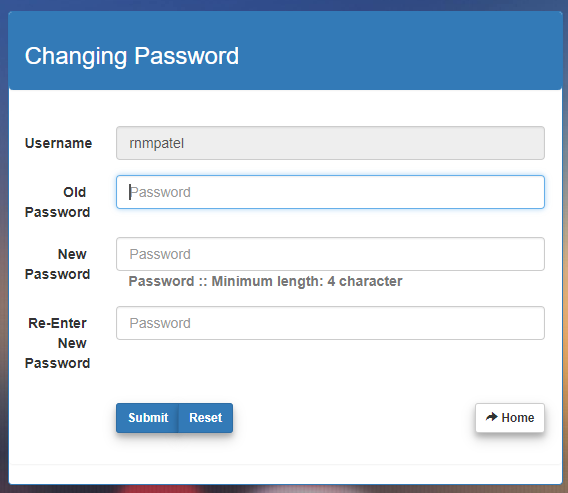 Changing Password
Username
rnmpatel
Old
Password
Password
New
Password
Password
Password :: Minimum length: 4 character
Re-Enter
New
Password
Password
Submit
Reset
Home